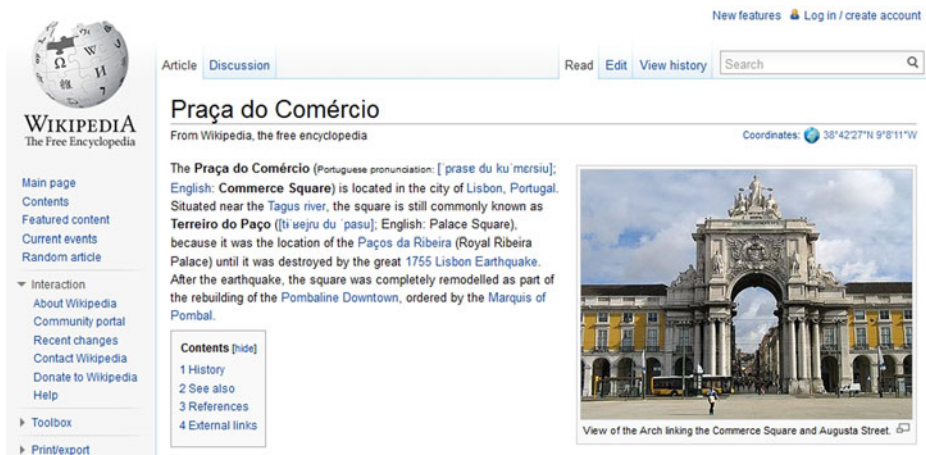 New features Log in / create account
WIKIPEDIA
The Free Encyclopedia
Main page
Contents
Featured content
Current events
Random article
Interaction
About Wikipedia
Community portal
Recent changes
Contact Wikipedia
Donate to Wikipedia
Help
Toolbox
Print/export
Article Discussion Read Edit View history Search
Praça do Comércio
From Wikipedia, the free encyclopedia
Coordinates: 38°42′27″N 9°8′11″W
The Praça do Comércio (Portuguese pronunciation: [ˈpɾasɐ du kuˈmɛɾsiu];
English: Commerce Square) is located in the city of Lisbon, Portugal.
Situated near the Tagus river, the square is still commonly known as
Terreiro do Paço ([tɨˈʁejɾu du ˈpasu]; English: Palace Square),
because it was the location of the Paços da Ribeira (Royal Ribeira
Palace) until it was destroyed by the great 1755 Lisbon Earthquake.
After the earthquake, the square was completely remodelled as part of
the rebuilding of the Pombaline Downtown, ordered by the Marquis of
Pombal.
Contents [hide]
1 History
2 See also
3 References
4 External links
View of the Arch linking the Commerce Square and Augusta Street.